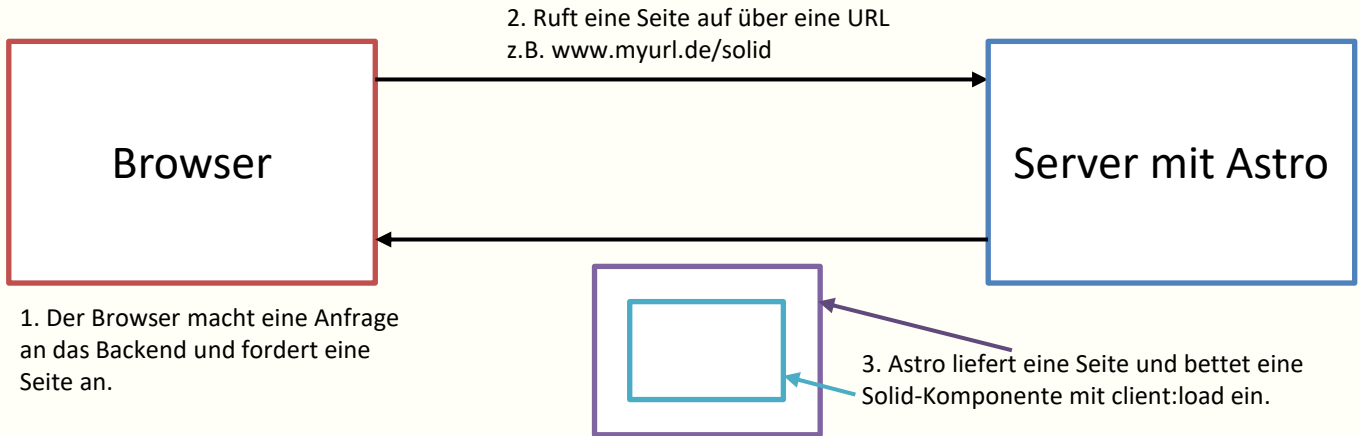 2. Ruft eine Seite auf über eine URL
z.B. www.myurl.de/solid
Browser
Server mit Astro
1. Der Browser macht eine Anfrage
an das Backend und fordert eine
Seite an.
3. Astro liefert eine Seite und bettet eine
Solid-Komponente mit client:load ein.